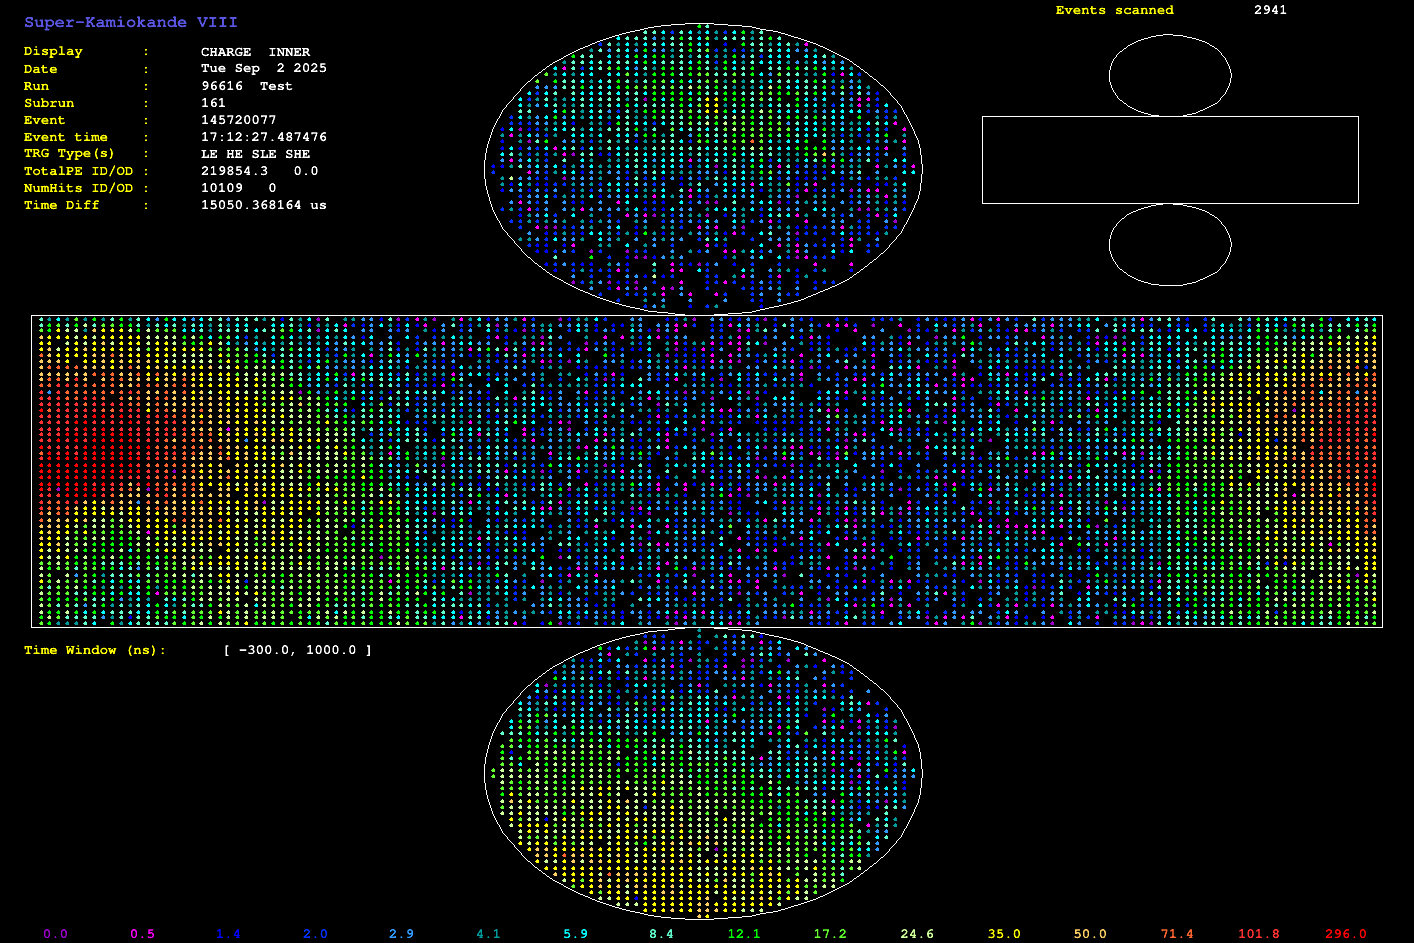 Super-Kamiokande VIII
Events scanned 2941
Display : CHARGE INNER
Date : Tue Sep 2 2025
Run : 96616 Test
Subrun : 161
Event : 145720077
Event time : 17:12:27.487476
TRG Type(s) : LE HE SLE SHE
TotalPE ID/OD : 219854.3 0.0
NumHits ID/OD : 10109 0
Time Diff : 15050.368164 us
Time Window (ns): [ -300.0, 1000.0 ]
0.0 0.5 1.4 2.0 2.9 4.1 5.9 8.4 12.1 17.2 24.6 35.0 50.0 71.4 101.8 296.0